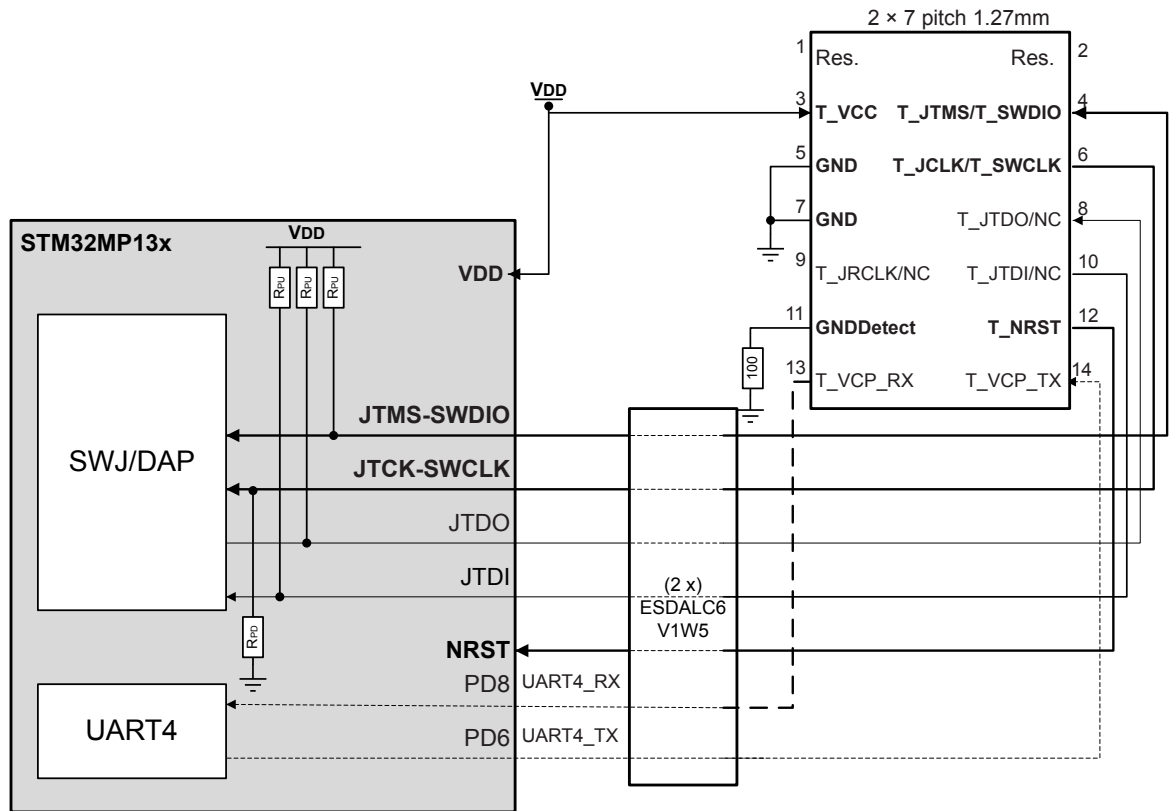 2 × 7 pitch 1.27mm
1 Res. Res. 2
VDD
3 T_VCC T_JTMS/T_SWDIO 4
5 GND T_JCLK/T_SWCLK 6
7 GND T_JTDO/NC 8
9 T_JRCLK/NC T_JTDI/NC 10
11 GNDDetect T_NRST 12
13 T_VCP_RX T_VCP_TX 14
100
STM32MP13x
VDD
VDD
RPU RPU RPU
SWJ/DAP
JTMS-SWDIO
JTCK-SWCLK
JTDO
JTDI
RPD
NRST
(2 x)
ESDALC6
V1W5
UART4
PD8 UART4_RX
PD6 UART4_TX